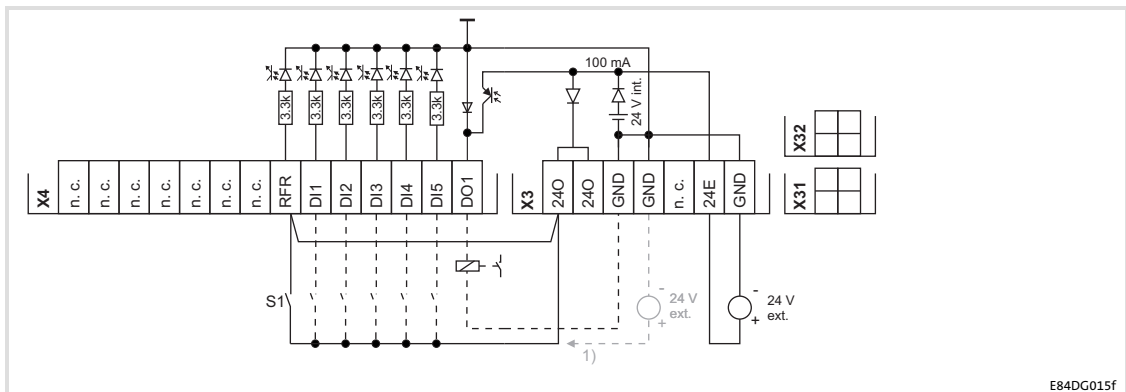 100 mA
3.3k
3.3k
3.3k
3.3k
3.3k
3.3k
24 V int.
X32
X4
n. c.
n. c.
n. c.
n. c.
n. c.
n. c.
n. c.
RFR
DI1
DI2
DI3
DI4
DI5
DO1
X3
24O
24O
GND
GND
n. c.
24E
GND
X31
S1
-
24 V
ext.
+
-
24 V
ext.
+
1)
E84DG015f